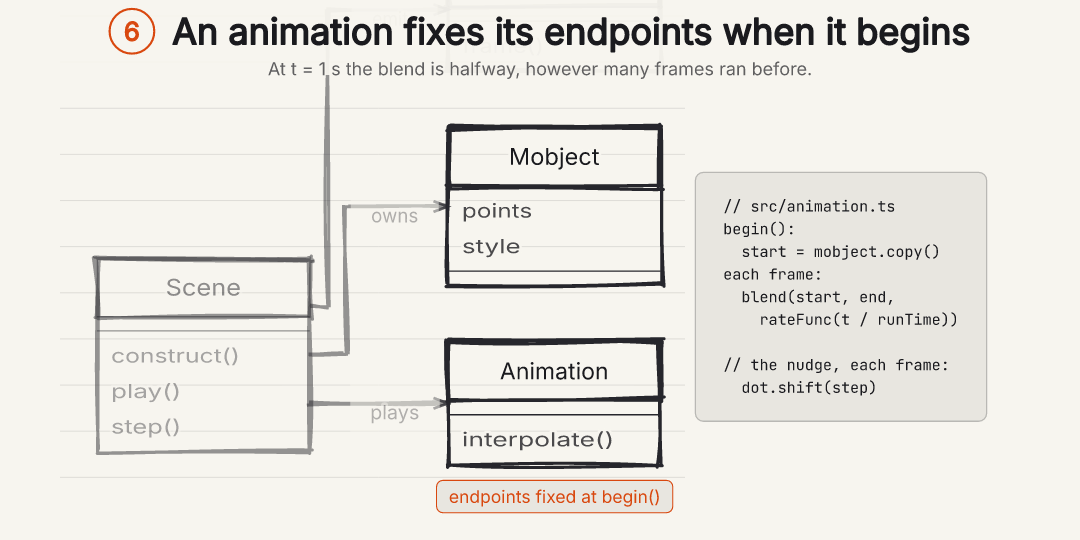 6 An animation fixes its endpoints when it begins
At t = 1 s the blend is halfway, however many frames ran before.
Mobject
points
style
owns
Scene
construct()
play()
step()
plays
Animation
interpolate()
endpoints fixed at begin()
// src/animation.ts
begin():
start = mobject.copy()
each frame:
blend(start, end,
rateFunc(t / runTime))
// the nudge, each frame:
dot.shift(step)